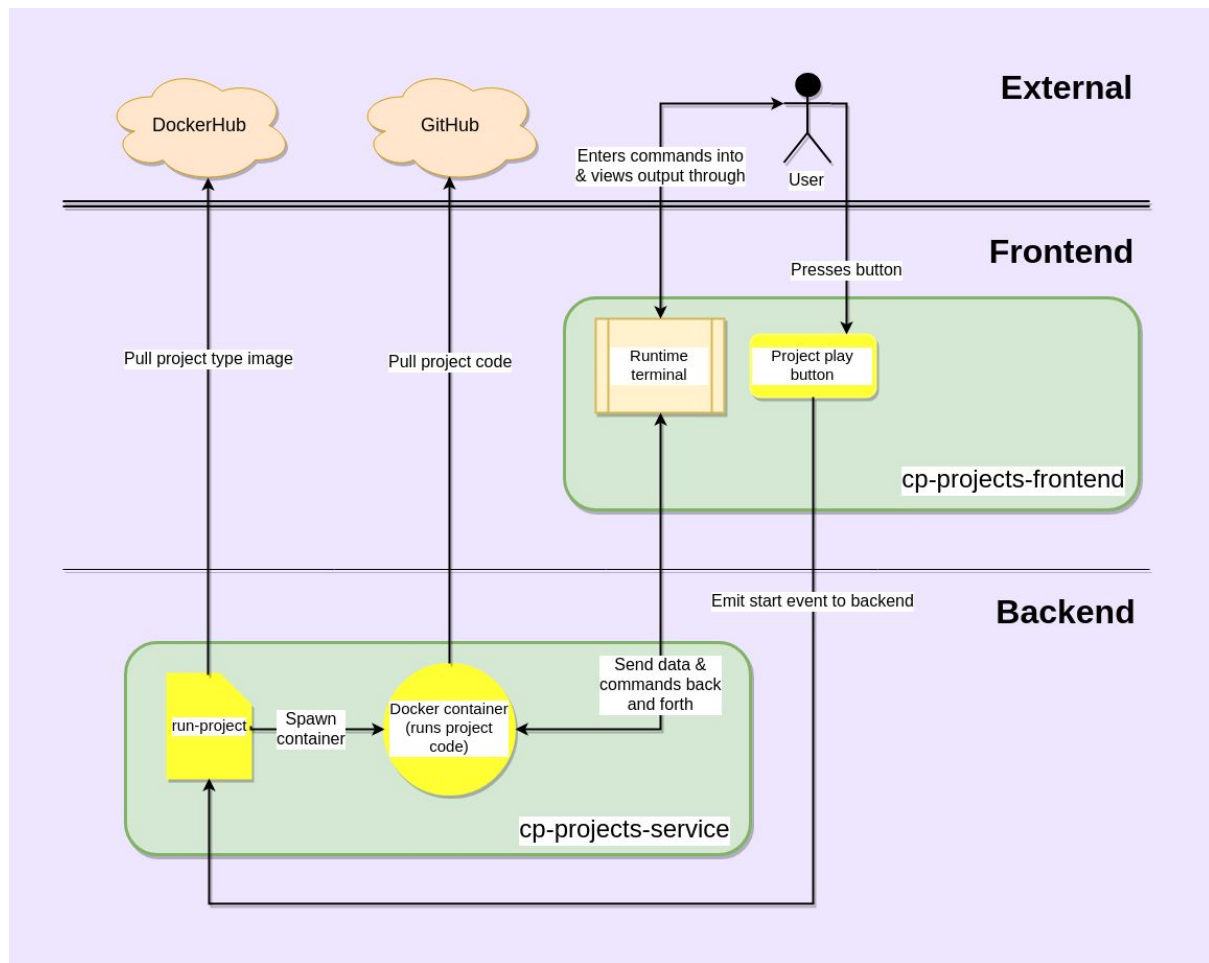 External
DockerHub
GitHub
Enters commands into
& views output through
User
Frontend
Presses button
Pull project type image
Pull project code
Runtime
terminal
Project play
button
cp-projects-frontend
Emit start event to backend
Backend
Send data &
commands back
and forth
run-project
Spawn
container
Docker container
(runs project
code)
cp-projects-service